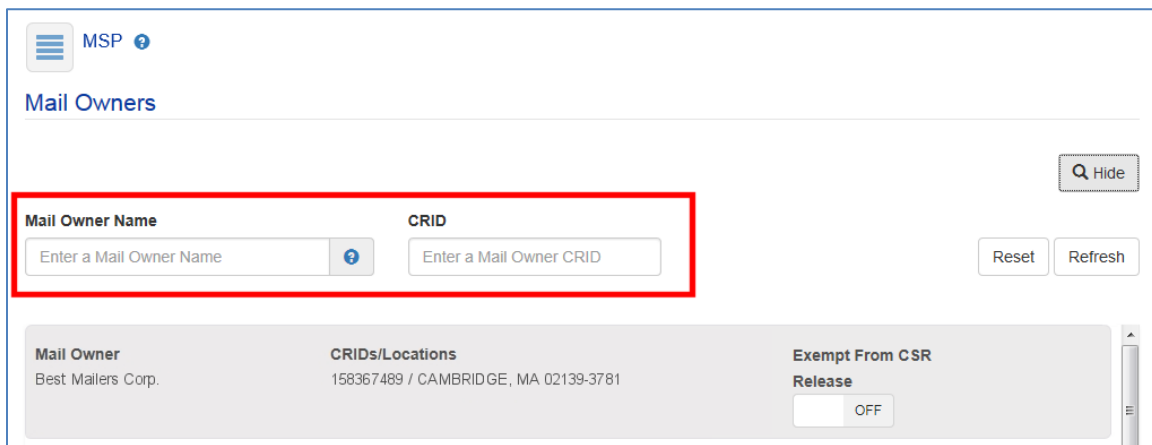 MSP
Mail Owners
Hide
Mail Owner Name CRID
Enter a Mail Owner Name ? Enter a Mail Owner CRID Reset Refresh
Mail Owner CRIDs/Locations Exempt From CSR
Best Mailers Corp. 158367489 / CAMBRIDGE, MA 02139-3781 Release
OFF